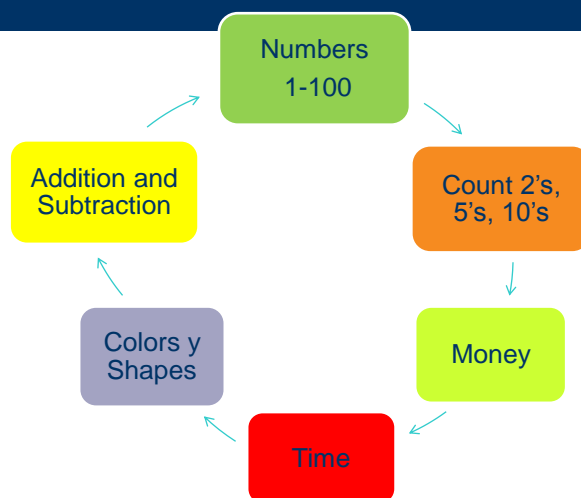 Numbers
1-100
Count 2’s,
5’s, 10’s
Money
Time
Colors y
Shapes
Addition and
Subtraction